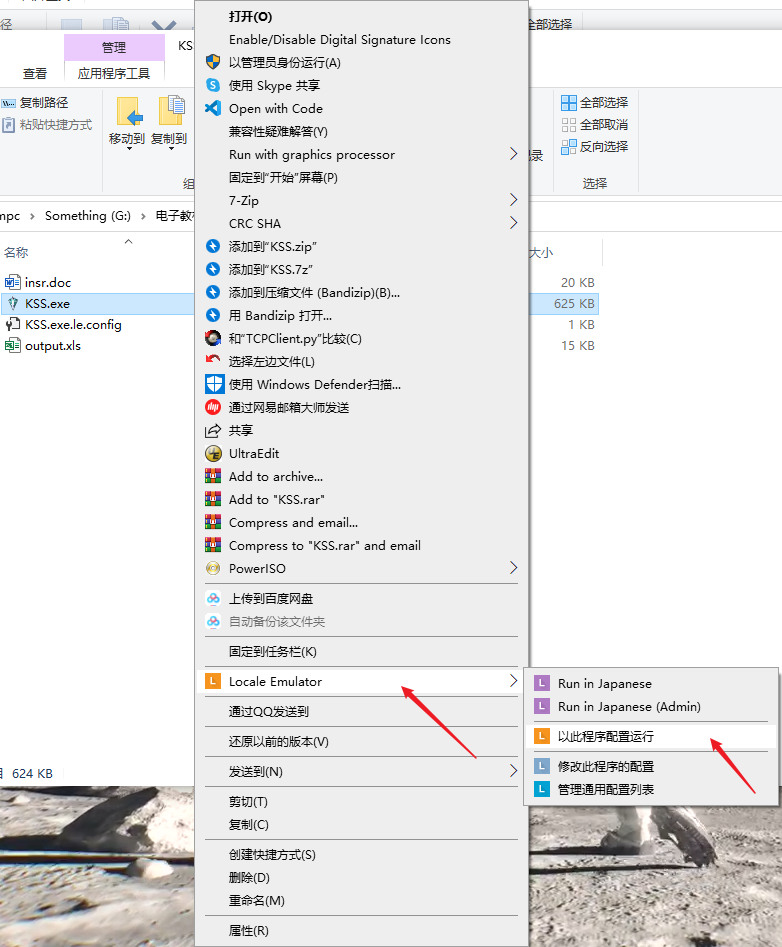 打开(O)
Enable/Disable Digital Signature Icons
以管理员身份运行(A)
使用 Skype 共享
Open with Code
兼容性疑难解答(Y)
Run with graphics processor
固定到"开始"屏幕(P)
7-Zip
CRC SHA
添加到"KSS.zip"
添加到"KSS.7z"
添加到压缩文件 (Bandizip)(B)...
用 Bandizip 打开...
和"TCPClient.py"比较(C)
选择左边文件(L)
使用 Windows Defender扫描...
通过网易邮箱大师发送
共享
UltraEdit
Add to archive...
Add to "KSS.rar"
Compress and email...
Compress to "KSS.rar" and email
PowerISO
上传到百度网盘
自动备份该文件夹
固定到任务栏(K)
Locale Emulator
通过QQ发送到
还原以前的版本(V)
发送到(N)
剪切(T)
复制(C)
创建快捷方式(S)
删除(D)
重命名(M)
属性(R)
Run in Japanese
Run in Japanese (Admin)
以此程序配置运行
修改此程序的配置
管理通用配置列表
全部选择
管理
KS
查看
应用程序工具
复制路径
粘贴快捷方式
移动到
复制到
组
全部选择
全部取消
反向选择
录
选择
mpc
Something (G:)
电子教
名称
大小
insr.doc
20 KB
KSS.exe
625 KB
KSS.exe.le.config
1 KB
output.xls
15 KB
624 KB